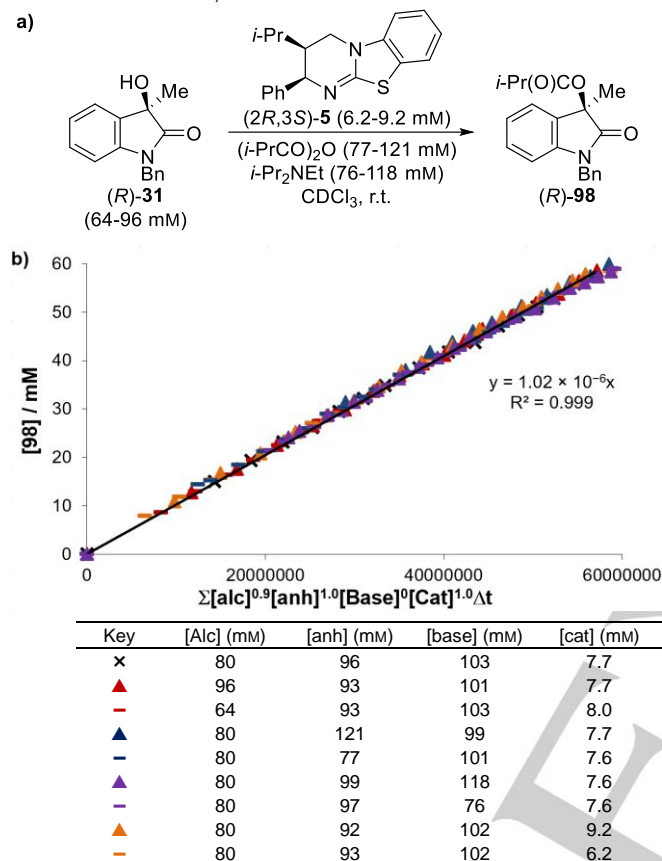 a)
i-Pr
N
Ph
N
S
HO
Me
O
N
Bn
(R)-31
(64-96 mM)
(2R,3S)-5 (6.2-9.2 mM)
(i-PrCO)2O (77-121 mM)
i-Pr2NEt (76-118 mM)
CDCl3, r.t.
i-Pr(O)CO
Me
O
N
Bn
(R)-98
b)
60
50
40
30
20
10
0
[98] / mM
y = 1.02 × 10⁻⁶x
R² = 0.999
0 20000000 40000000 60000000
Σ[alc]^0.9[anh]^1.0[Base]^0[Cat]^1.0Δt
Key [Alc] (mM) [anh] (mM) [base] (mM) [cat] (mM)
80 96 103 7.7
96 93 101 7.7
64 93 103 8.0
80 121 99 7.7
80 77 101 7.6
80 99 118 7.6
80 97 76 7.6
80 92 102 9.2
80 93 102 6.2